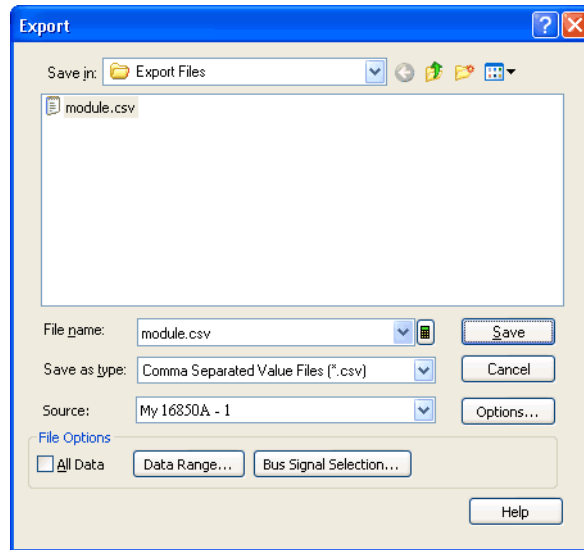 Export
Save in: Export Files
module.csv
File name: module.csv Save
Save as type: Comma Separated Value Files (*.csv) Cancel
Source: My 16850A - 1 Options...
File Options
All Data Data Range... Bus Signal Selection...
Help